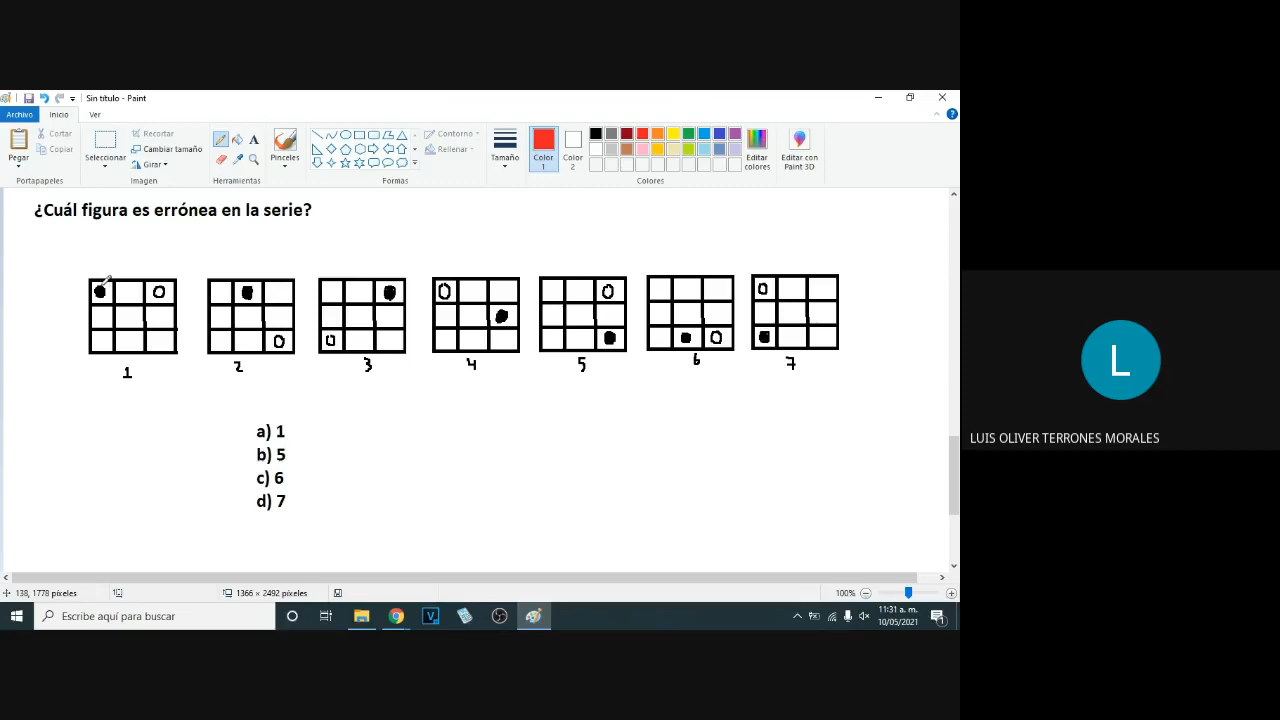 Sin título - Paint
Archivo Inicio Ver
Pegar
Cortar
Copiar
Portapapeles
Seleccionar
Recortar
Cambiar tamaño
Girar
Imagen
A
Herramientas
Pinceles
Contorno
Rellenar
Formas
Tamaño
Color 1
Color 2
Editar colores
Editar con Paint 3D
Colores
¿Cuál figura es errónea en la serie?
1 2 3 4 5 6 7
a) 1
b) 5
c) 6
d) 7
L
LUIS OLIVER TERRONES MORALES
138, 1778 píxeles
1366 × 2492 píxeles
100%
Escribe aquí para buscar
V
11:31 a. m.
10/05/2021
1